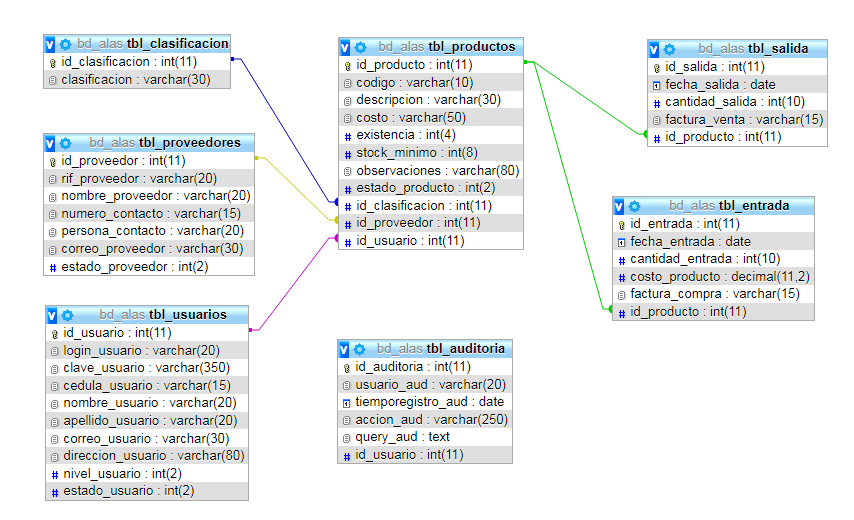 bd_alas tbl_clasificacion
id_clasificacion : int(11)
clasificacion : varchar(30)
bd_alas tbl_proveedores
id_proveedor : int(11)
rif_proveedor : varchar(20)
nombre_proveedor : varchar(20)
numero_contacto : varchar(15)
persona_contacto : varchar(20)
correo_proveedor : varchar(30)
estado_proveedor : int(2)
bd_alas tbl_usuarios
id_usuario : int(11)
login_usuario : varchar(20)
clave_usuario : varchar(350)
cedula_usuario : varchar(15)
nombre_usuario : varchar(20)
apellido_usuario : varchar(20)
correo_usuario : varchar(30)
direccion_usuario : varchar(80)
nivel_usuario : int(2)
estado_usuario : int(2)
bd_alas tbl_productos
id_producto : int(11)
codigo : varchar(10)
descripcion : varchar(30)
costo : varchar(50)
existencia : int(4)
stock_minimo : int(8)
observaciones : varchar(80)
estado_producto : int(2)
id_clasificacion : int(11)
id_proveedor : int(11)
id_usuario : int(11)
bd_alas tbl_auditoria
id_auditoria : int(11)
usuario_aud : varchar(20)
tiemporegistro_aud : date
accion_aud : varchar(250)
query_aud : text
id_usuario : int(11)
bd_alas tbl_salida
id_salida : int(11)
fecha_salida : date
cantidad_salida : int(10)
factura_venta : varchar(15)
id_producto : int(11)
bd_alas tbl_entrada
id_entrada : int(11)
fecha_entrada : date
cantidad_entrada : int(10)
costo_producto : decimal(11,2)
factura_compra : varchar(15)
id_producto : int(11)